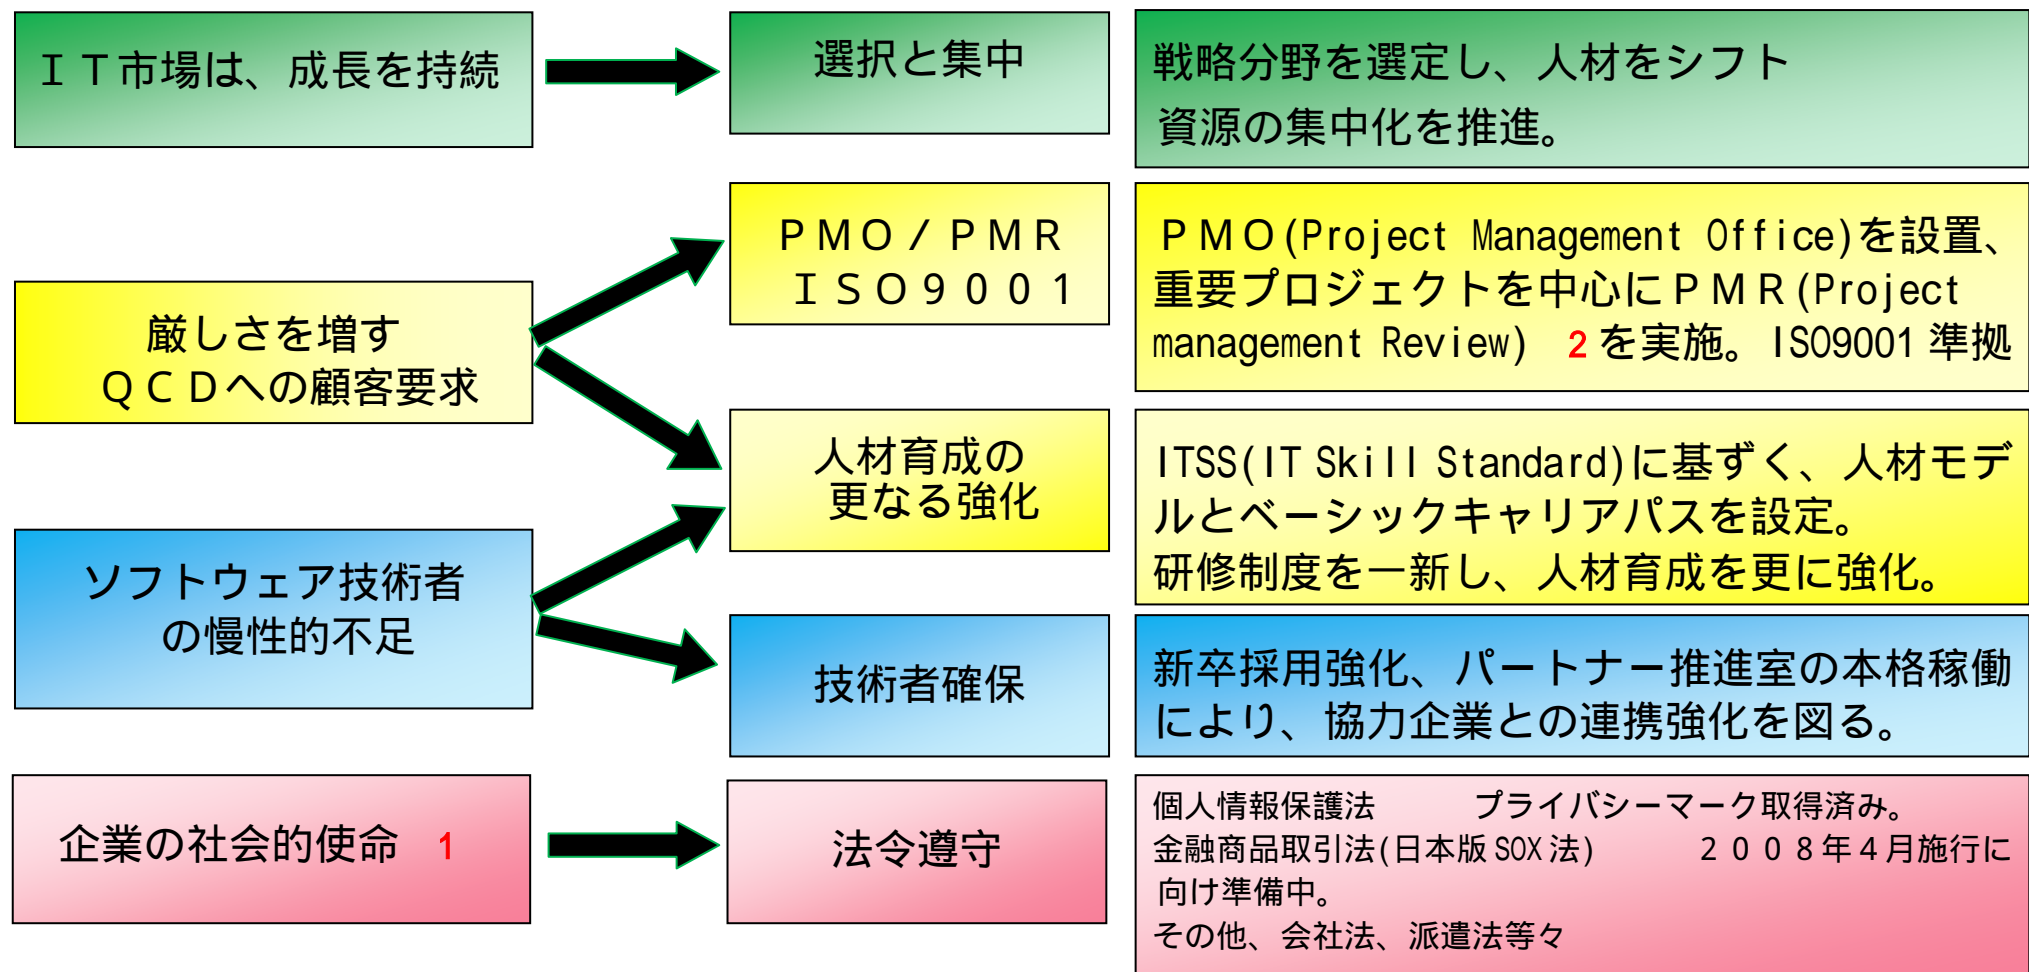 ＩＴ市場は、成長を持続
選択と集中
戦略分野を選定し、人材をシフト
資源の集中化を推進。
厳しさを増す
ＱＣＤへの顧客要求
ＰＭＯ／ＰＭＲ
ＩＳＯ９００１
ＰＭＯ(Project Management Office)を設置、
重要プロジェクトを中心にＰＭＲ(Project
management Review) 2を実施。ISO9001準拠
人材育成の
更なる強化
ITSS(IT Skill Standard)に基ずく、人材モデ
ルとベーシックキャリアパスを設定。
研修制度を一新し、人材育成を更に強化。
ソフトウェア技術者
の慢性的不足
技術者確保
新卒採用強化、パートナー推進室の本格稼働
により、協力企業との連携強化を図る。
企業の社会的使命 1
法令遵守
個人情報保護法 プライバシーマーク取得済み。
金融商品取引法(日本版SOX法) ２００８年４月施行に
向け準備中。
その他、会社法、派遣法等々